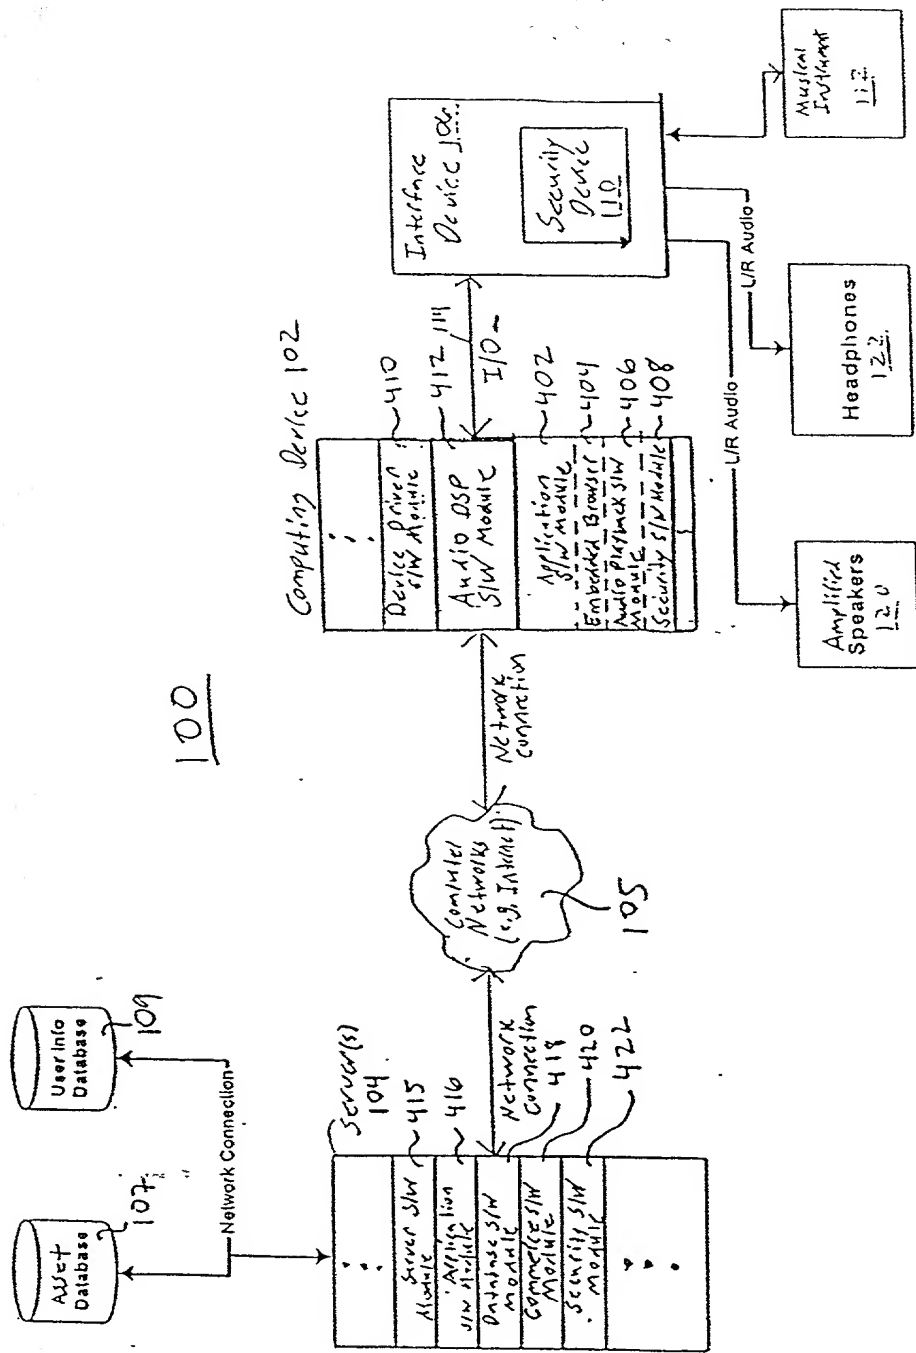 100
Asset
Database
107
User Info
Database
109
Network Connection
Server(s)
104
Server S/W
Module
415
Application
S/W Module
416
Database S/W
Module
418
Commerce S/W
Module
420
Security S/W
Module
422
Network
Connection
Computer
Networks
(e.g. Internet)
105
Network
Connection
Computing Device 102
Device Driver
S/W Module
410
Audio DSP
S/W Module
412
Application
S/W Module
402
Embedded Browser
404
Audio Playback S/W
Module
406
Security S/W Module
408
111
I/O
Interface
Device 106
Security
Device
110
L/R Audio
L/R Audio
Amplified
Speakers
120
Headphones
122
Musical
Instrument
112